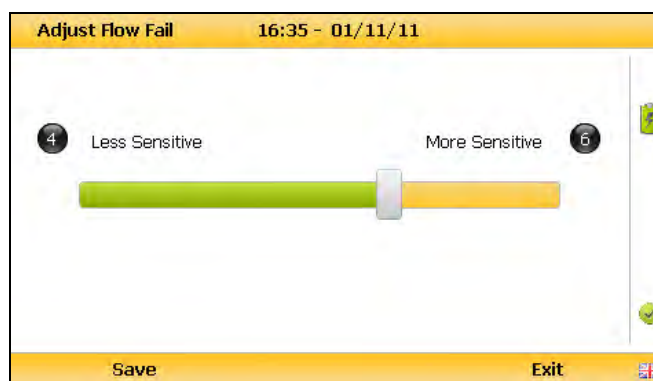 Adjust Flow Fail 16:35 - 01/11/11
4 Less Sensitive More Sensitive 6
Save Exit